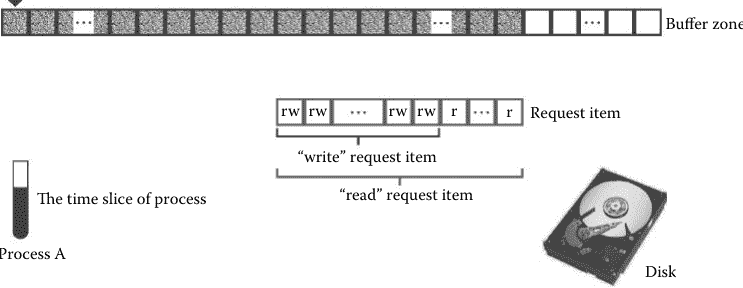 ... ... ... Buffer zone
rw rw ... rw rw r ... r Request item
“write” request item
The time slice of process
“read” request item
Process A
Disk